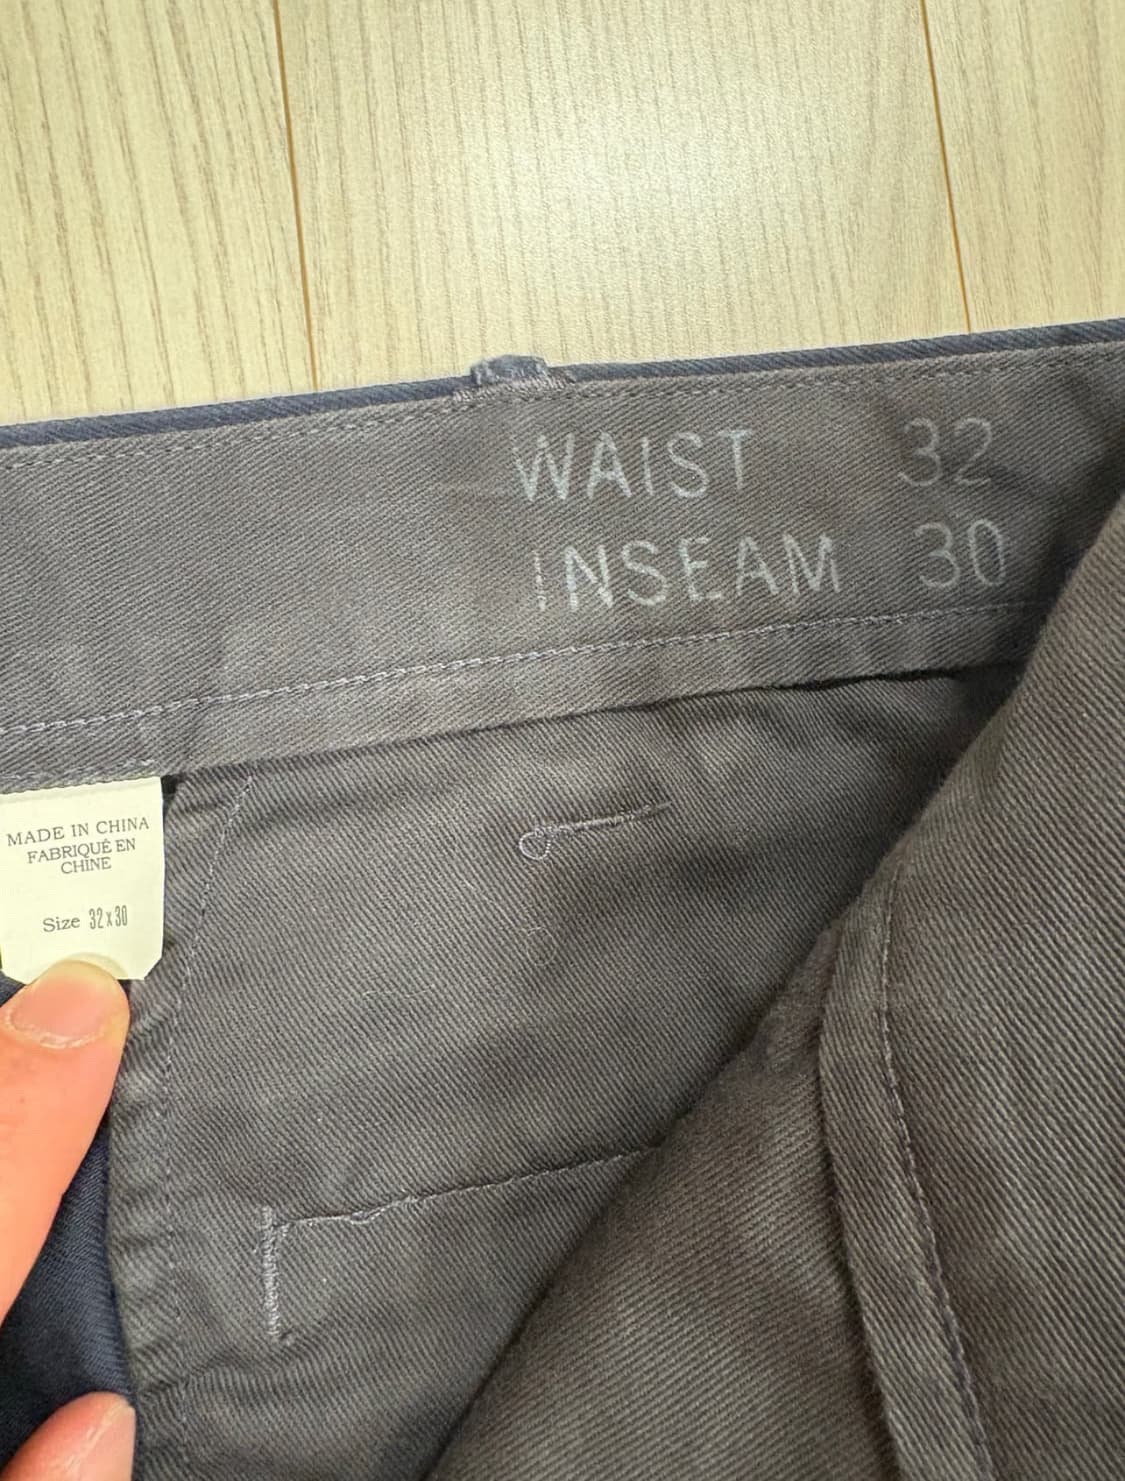 WAIST 32
INSEAM 30
MADE IN CHINA
FABRIQUÉ EN
CHINE
Size 32x30